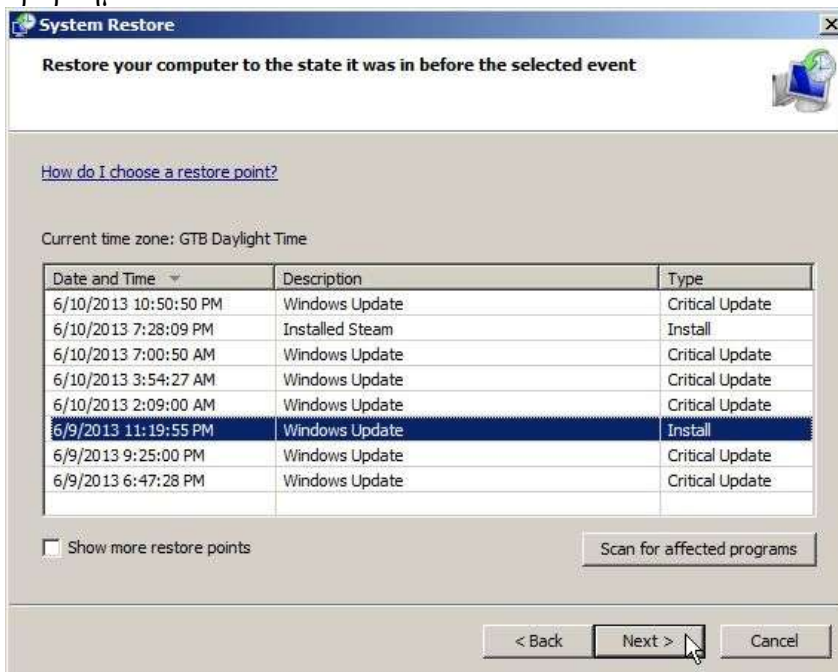 System Restore
Restore your computer to the state it was in before the selected event
How do I choose a restore point?
Current time zone: GTB Daylight Time
Date and Time Description Type
6/10/2013 10:50:50 PM Windows Update Critical Update
6/10/2013 7:28:09 PM Installed Steam Install
6/10/2013 7:00:50 AM Windows Update Critical Update
6/10/2013 3:54:27 AM Windows Update Critical Update
6/10/2013 2:09:00 AM Windows Update Critical Update
6/9/2013 11:19:55 PM Windows Update Install
6/9/2013 9:25:00 PM Windows Update Critical Update
6/9/2013 6:47:28 PM Windows Update Critical Update
Show more restore points Scan for affected programs
< Back Next > Cancel